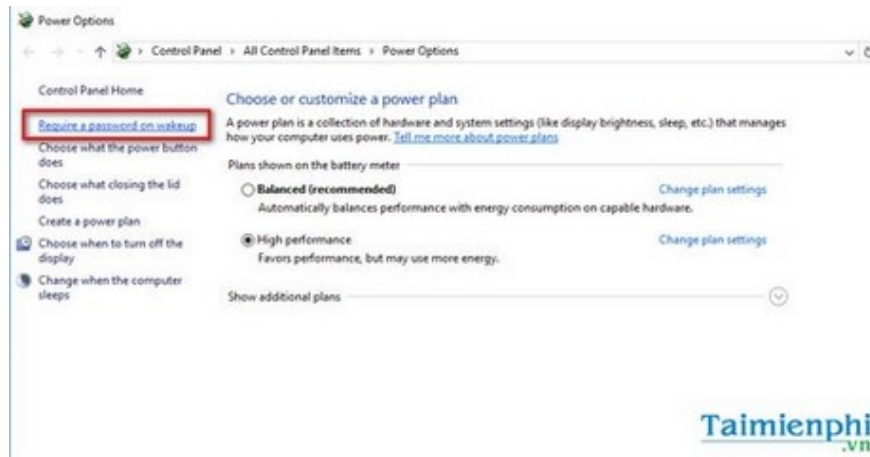 Power Options
Control Panel › All Control Panel Items › Power Options
Control Panel Home
Require a password on wakeup
Choose what the power button
does
Choose what closing the lid
does
Create a power plan
Choose when to turn off the
display
Change when the computer
sleeps
Choose or customize a power plan
A power plan is a collection of hardware and system settings (like display brightness, sleep, etc.) that manages
how your computer uses power. Tell me more about power plans
Plans shown on the battery meter
Balanced (recommended) Change plan settings
Automatically balances performance with energy consumption on capable hardware.
High performance Change plan settings
Favors performance, but may use more energy.
Show additional plans
Taimienphi
.vn